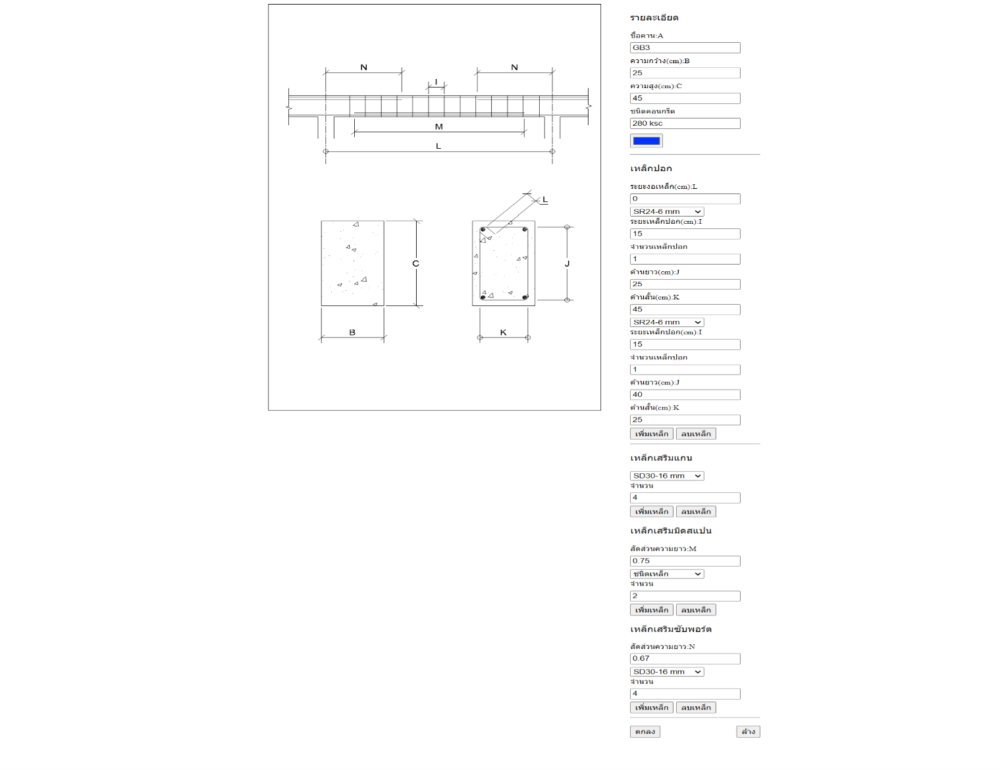 N
N
I
M
L
L
C
J
B
K
รายละเอียด
ชื่อคาน:A
GB3
ความกว้าง(cm):B
25
ความสูง(cm):C
45
ชนิดคอนกรีต
280 ksc
เหล็กปอก
ระยะงอเหล็ก(cm):L
0
SR24-6 mm
ระยะเหล็กปอก(cm):I
15
จำนวนเหล็กปอก
1
ด้านยาว(cm):J
25
ด้านสั้น(cm):K
45
SR24-6 mm
ระยะเหล็กปอก(cm):I
15
จำนวนเหล็กปอก
1
ด้านยาว(cm):J
40
ด้านสั้น(cm):K
25
เพิ่มเหล็ก ลบเหล็ก
เหล็กเสริมแกน
SD30-16 mm
จำนวน
4
เพิ่มเหล็ก ลบเหล็ก
เหล็กเสริมมิดสแปน
สัดส่วนความยาว:M
0.75
ชนิดเหล็ก
จำนวน
2
เพิ่มเหล็ก ลบเหล็ก
เหล็กเสริมซับพอร์ต
สัดส่วนความยาว:N
0.67
SD30-16 mm
จำนวน
4
เพิ่มเหล็ก ลบเหล็ก
ตกลง ล้าง